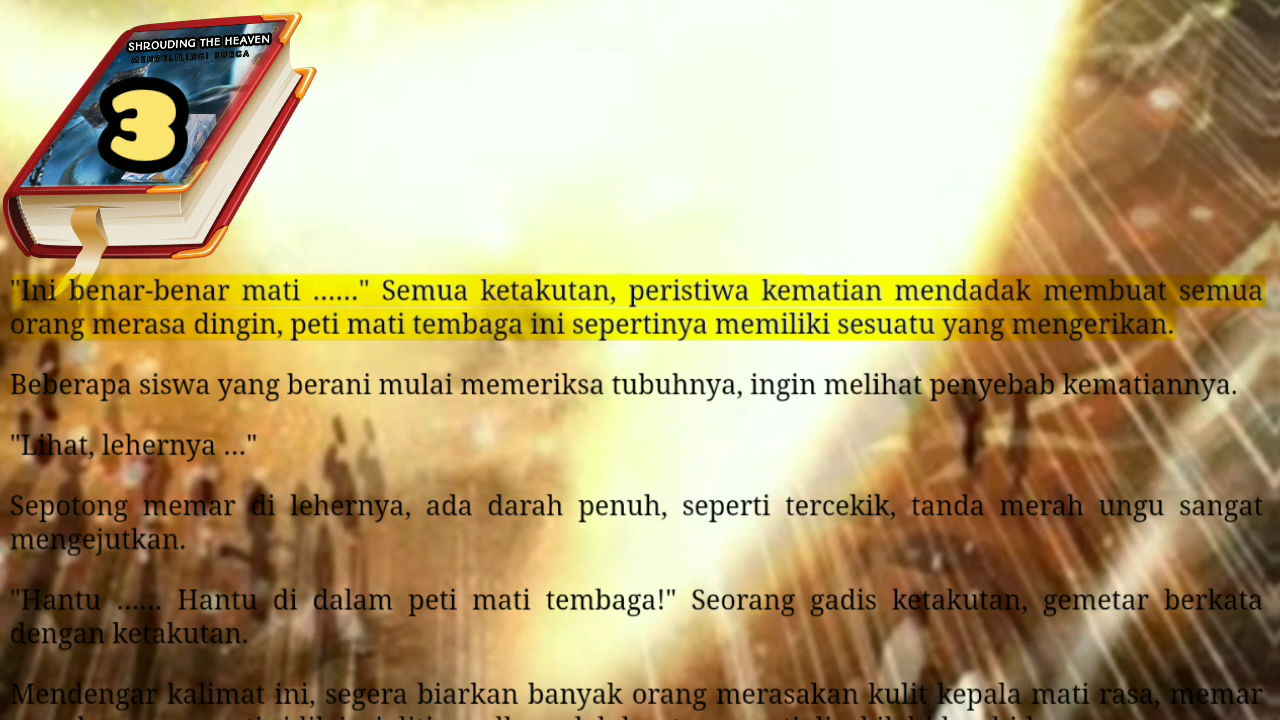 SHROUDING THE HEAVEN
MENGELILINGI SURGA
3
"Ini benar-benar mati ......" Semua ketakutan, peristiwa kematian mendadak membuat semua
orang merasa dingin, peti mati tembaga ini sepertinya memiliki sesuatu yang mengerikan.
Beberapa siswa yang berani mulai memeriksa tubuhnya, ingin melihat penyebab kematiannya.
"Lihat, lehernya ..."
Sepotong memar di lehernya, ada darah penuh, seperti tercekik, tanda merah ungu sangat
mengejutkan.
"Hantu ...... Hantu di dalam peti mati tembaga!" Seorang gadis ketakutan, gemetar berkata
dengan ketakutan.
Mendengar kalimat ini, segera biarkan banyak orang merasakan kulit kepala mati rasa, memar